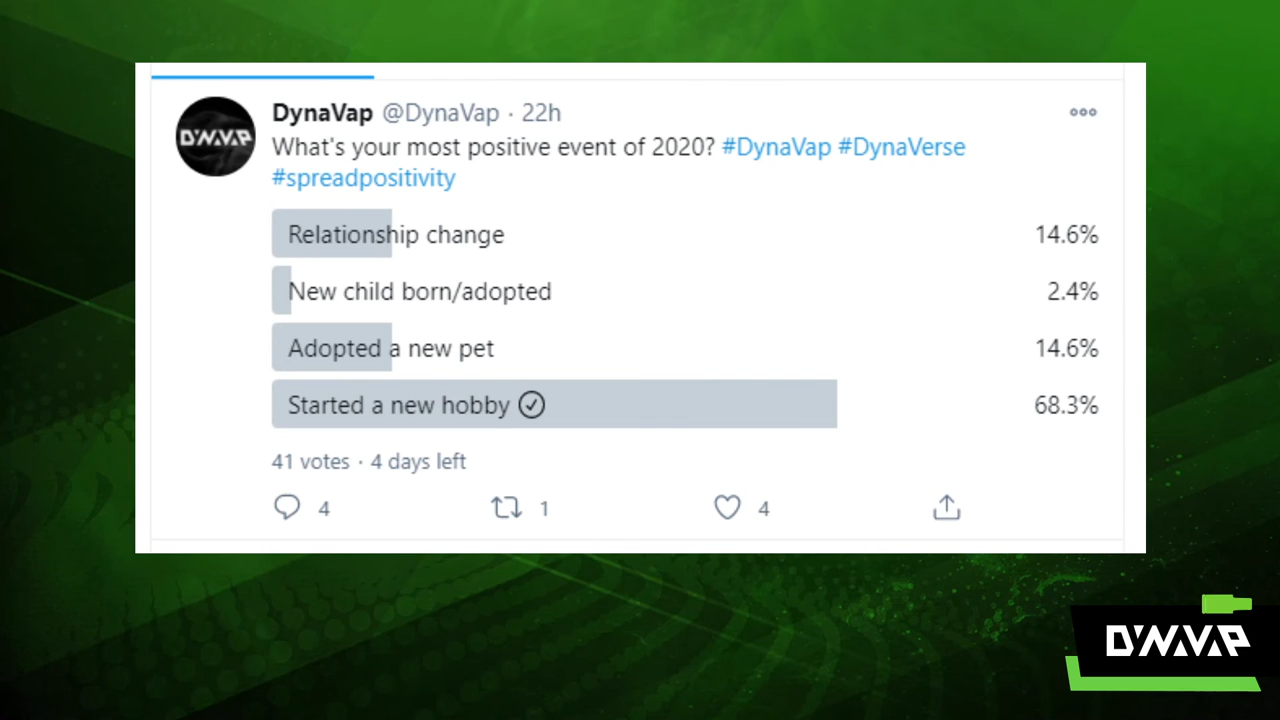 DynaVap @DynaVap · 22h
What's your most positive event of 2020? #DynaVap #DynaVerse
#spreadpositivity
DYNAVAP
Relationship change 14.6%
New child born/adopted 2.4%
Adopted a new pet 14.6%
Started a new hobby 68.3%
41 votes · 4 days left
4 1 4
DYNAVAP